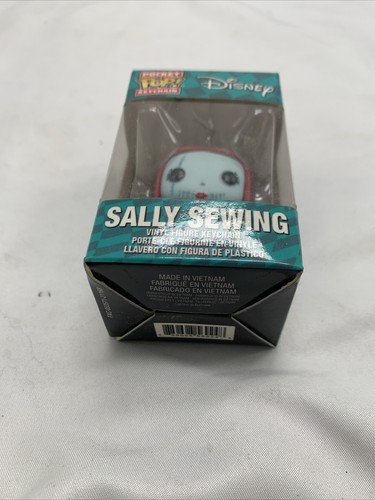 POCKET
POP!
KEYCHAIN
Disney
SALLY SEWING
VINYL FIGURE KEYCHAIN
PORTE-CLÉ FIGURINE EN VINYLE
LLAVERO CON FIGURA DE PLÁSTICO
MADE IN VIETNAM
FABRIQUÉ EN VIETNAM
FABRICADO EN VIETNAM